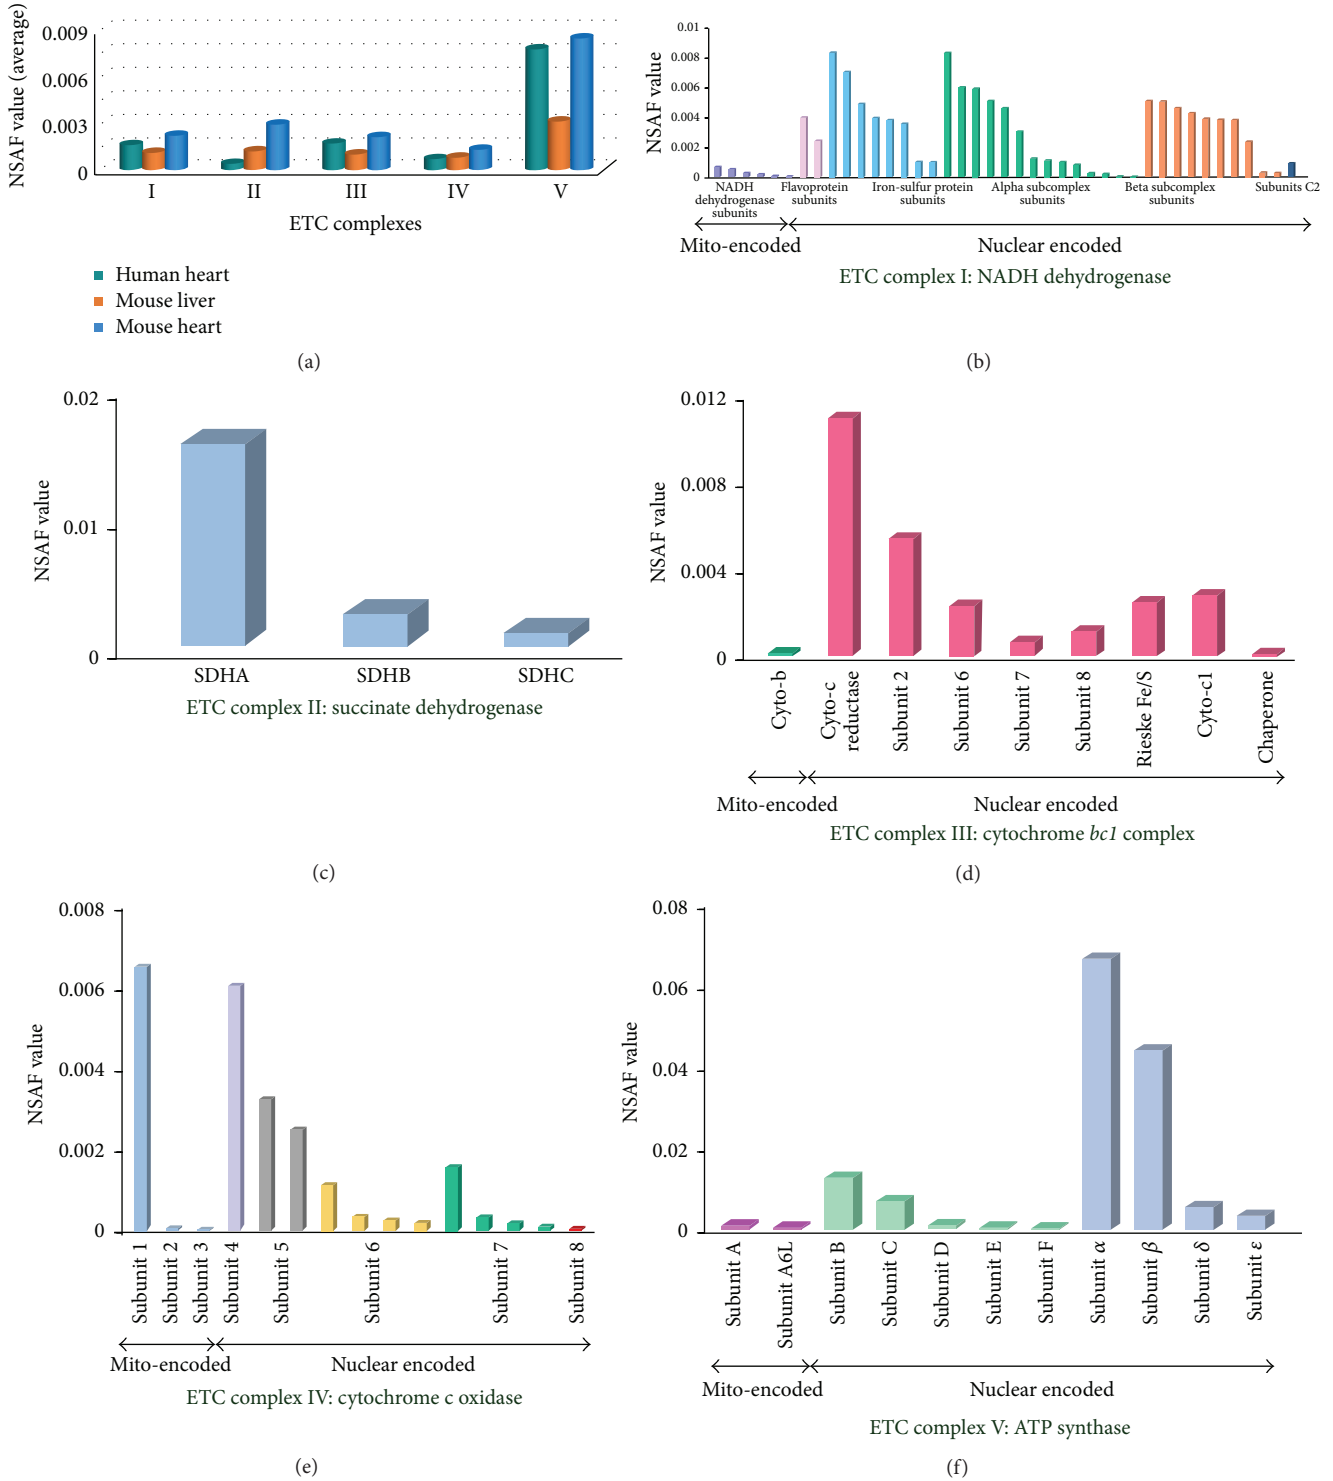 NSAF value (average)
0.009
0.006
0.003
0
I II III IV V
ETC complexes
Human heart
Mouse liver
Mouse heart
(a)
NSAF value
0.01
0.008
0.006
0.004
0.002
0
NADH dehydrogenase subunits
Flavoprotein subunits
Iron-sulfur protein subunits
Alpha subcomplex subunits
Beta subcomplex subunits
Subunits C2
Mito-encoded
Nuclear encoded
ETC complex I: NADH dehydrogenase
(b)
NSAF value
0.02
0.01
0
SDHA SDHB SDHC
ETC complex II: succinate dehydrogenase
(c)
NSAF value
0.012
0.008
0.004
0
Cyto-b
Cyto-c reductase
Subunit 2
Subunit 6
Subunit 7
Subunit 8
Rieske Fe/S
Cyto-c1
Chaperone
Mito-encoded
Nuclear encoded
ETC complex III: cytochrome bc1 complex
(d)
NSAF value
0.008
0.006
0.004
0.002
0
Subunit 1
Subunit 2
Subunit 3
Subunit 4
Subunit 5
Subunit 6
Subunit 7
Subunit 8
Mito-encoded
Nuclear encoded
ETC complex IV: cytochrome c oxidase
(e)
NSAF value
0.08
0.06
0.04
0.02
0
Subunit A
Subunit A6L
Subunit B
Subunit C
Subunit D
Subunit E
Subunit F
Subunit α
Subunit β
Subunit δ
Subunit ε
Mito-encoded
Nuclear encoded
ETC complex V: ATP synthase
(f)